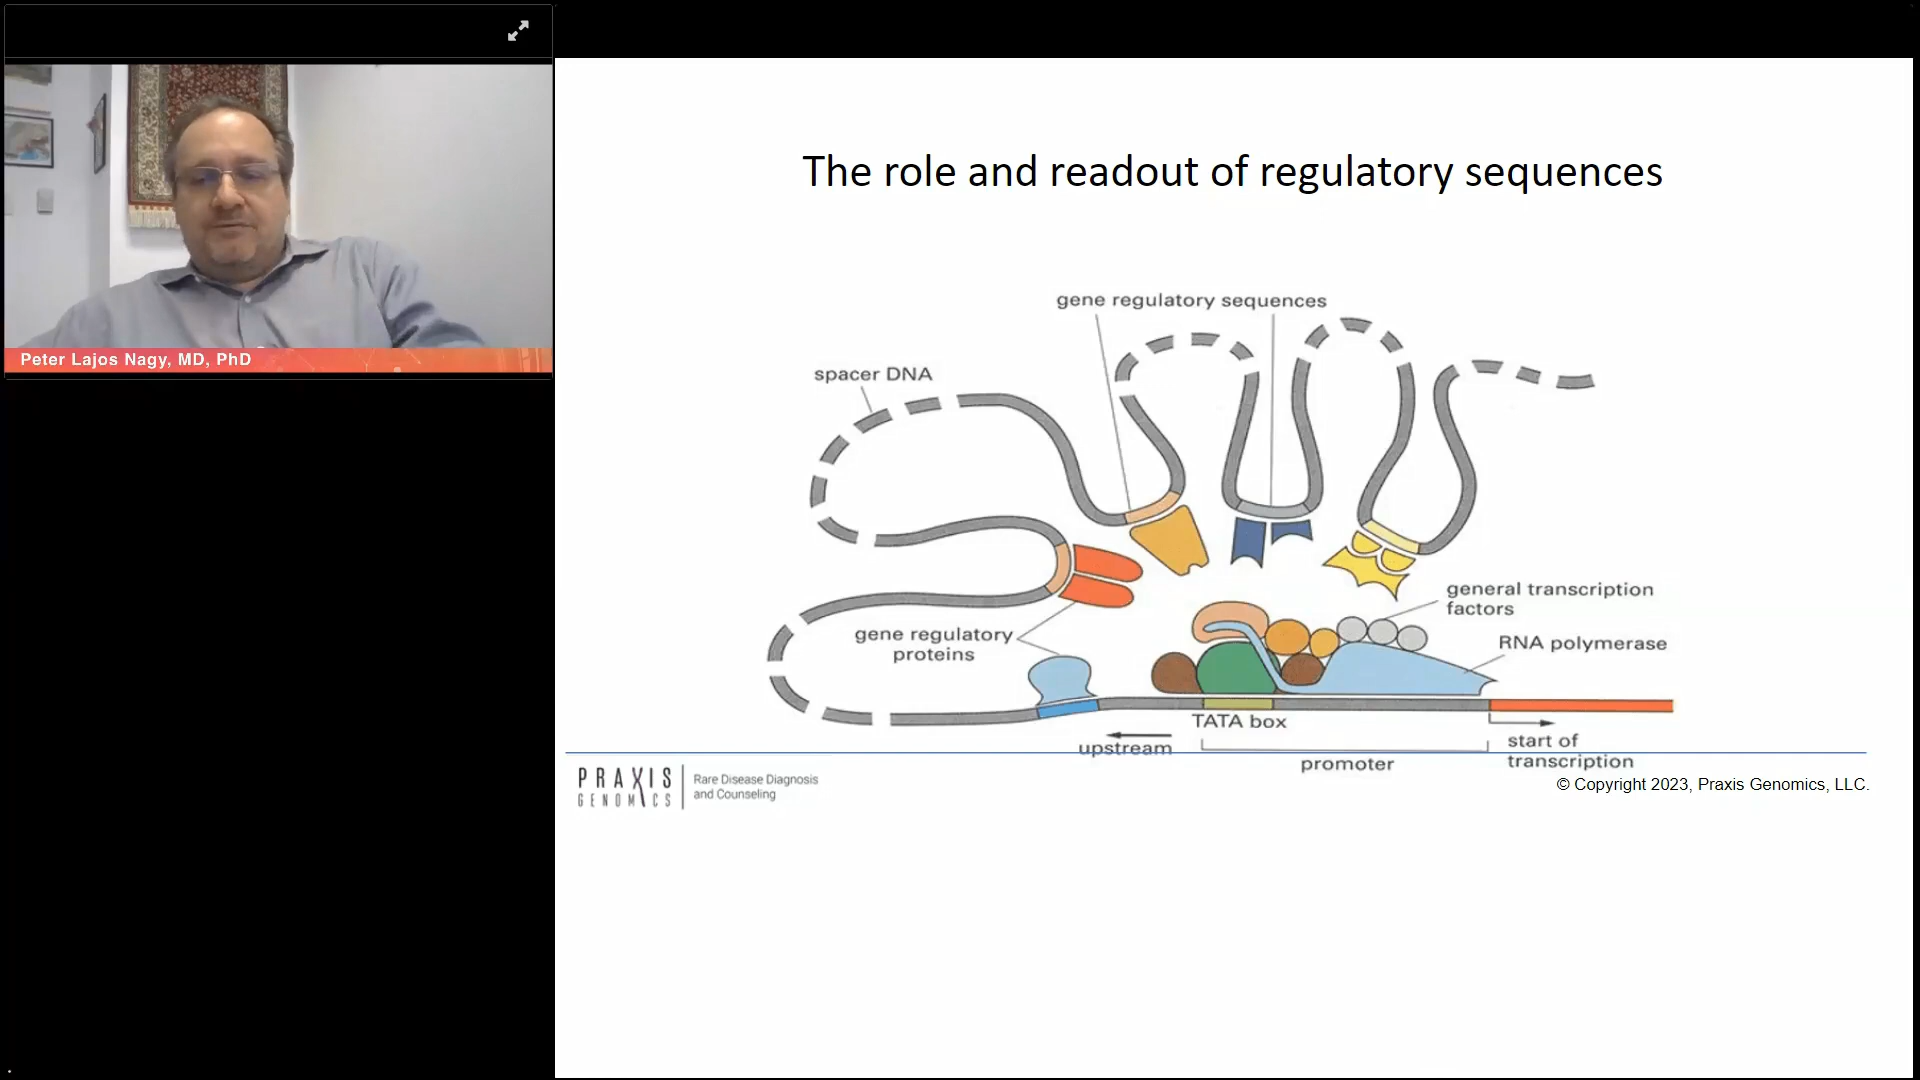 Peter Lajos Nagy, MD, PhD
The role and readout of regulatory sequences
gene regulatory sequences
spacer DNA
general transcription
factors
RNA polymerase
gene regulatory
proteins
TATA box
upstream
start of
transcription
promoter
PRAXIS
GENOMICS
Rare Disease Diagnosis
and Counseling
© Copyright 2023, Praxis Genomics, LLC.